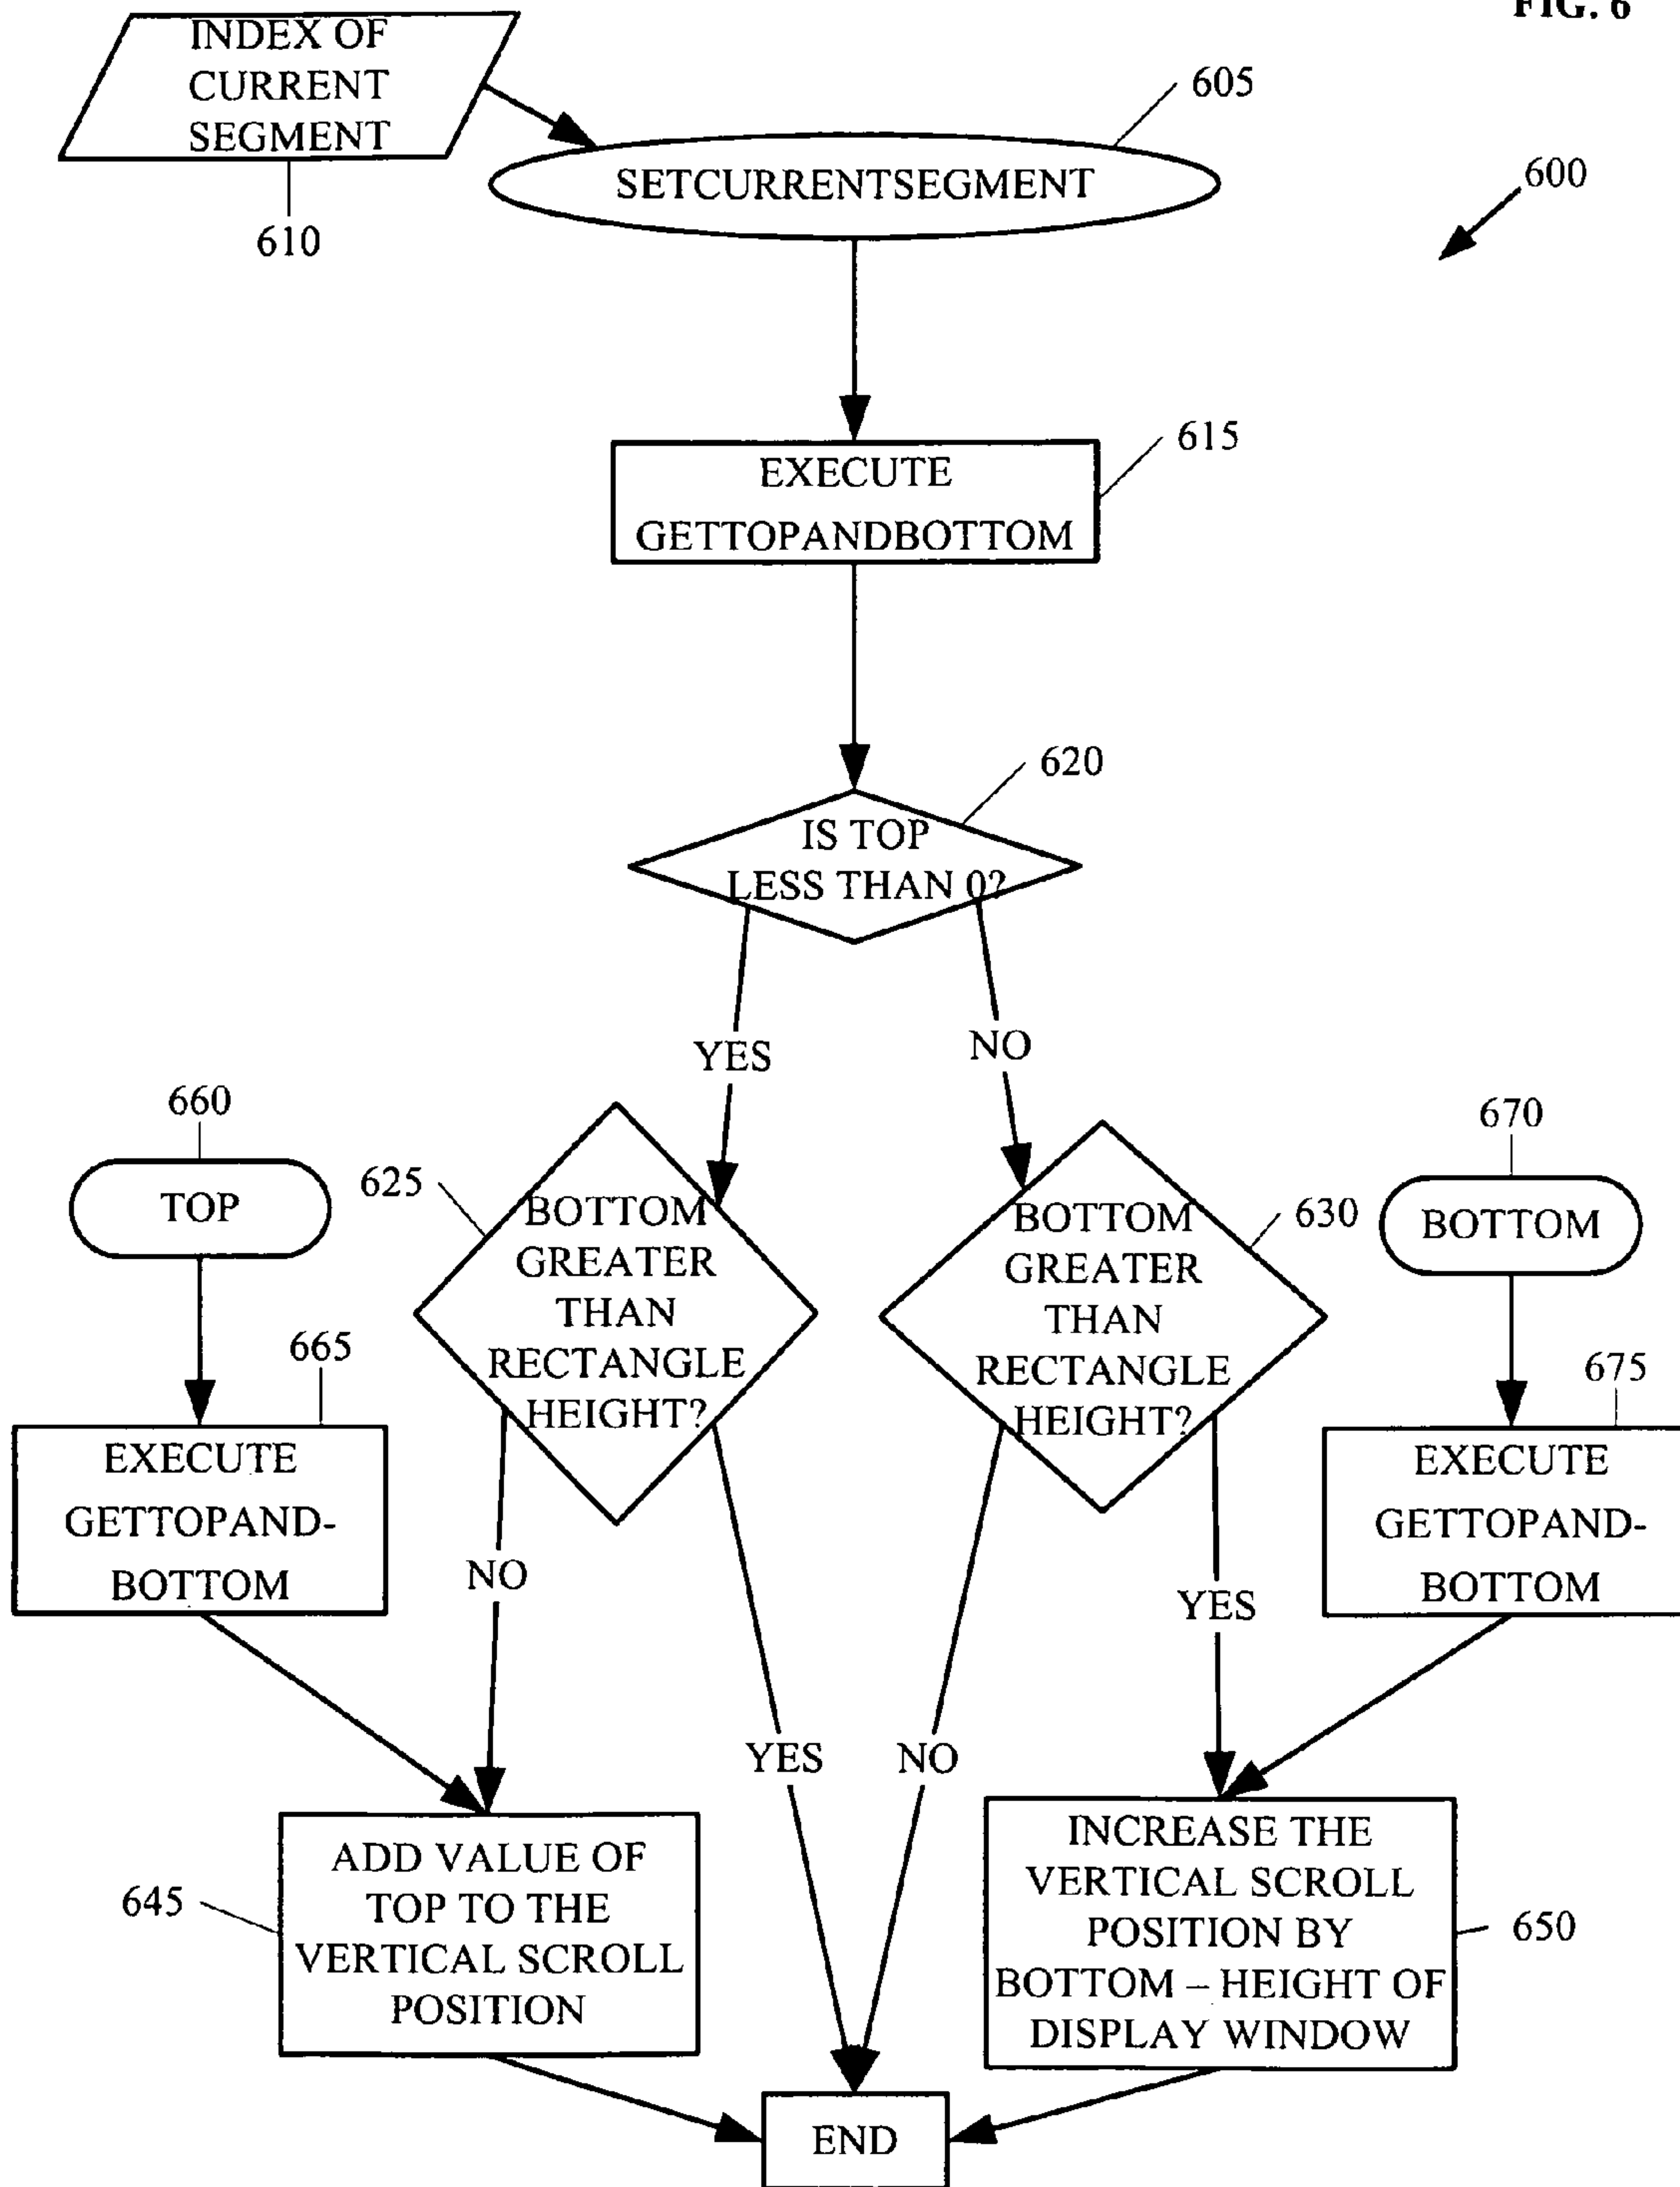 FIG. 6
INDEX OF
CURRENT
SEGMENT
605
SETCURRENTSEGMENT
600
610
615
EXECUTE
GETTOPANDBOTTOM
620
IS TOP
LESS THAN 0?
YES
NO
660
670
TOP
625
BOTTOM
GREATER
THAN
RECTANGLE
HEIGHT?
BOTTOM
GREATER
THAN
RECTANGLE
HEIGHT?
630
BOTTOM
665
675
EXECUTE
GETTOPAND-
BOTTOM
EXECUTE
GETTOPAND-
BOTTOM
NO
YES
YES
NO
645
ADD VALUE OF
TOP TO THE
VERTICAL SCROLL
POSITION
INCREASE THE
VERTICAL SCROLL
POSITION BY
BOTTOM – HEIGHT OF
DISPLAY WINDOW
650
END